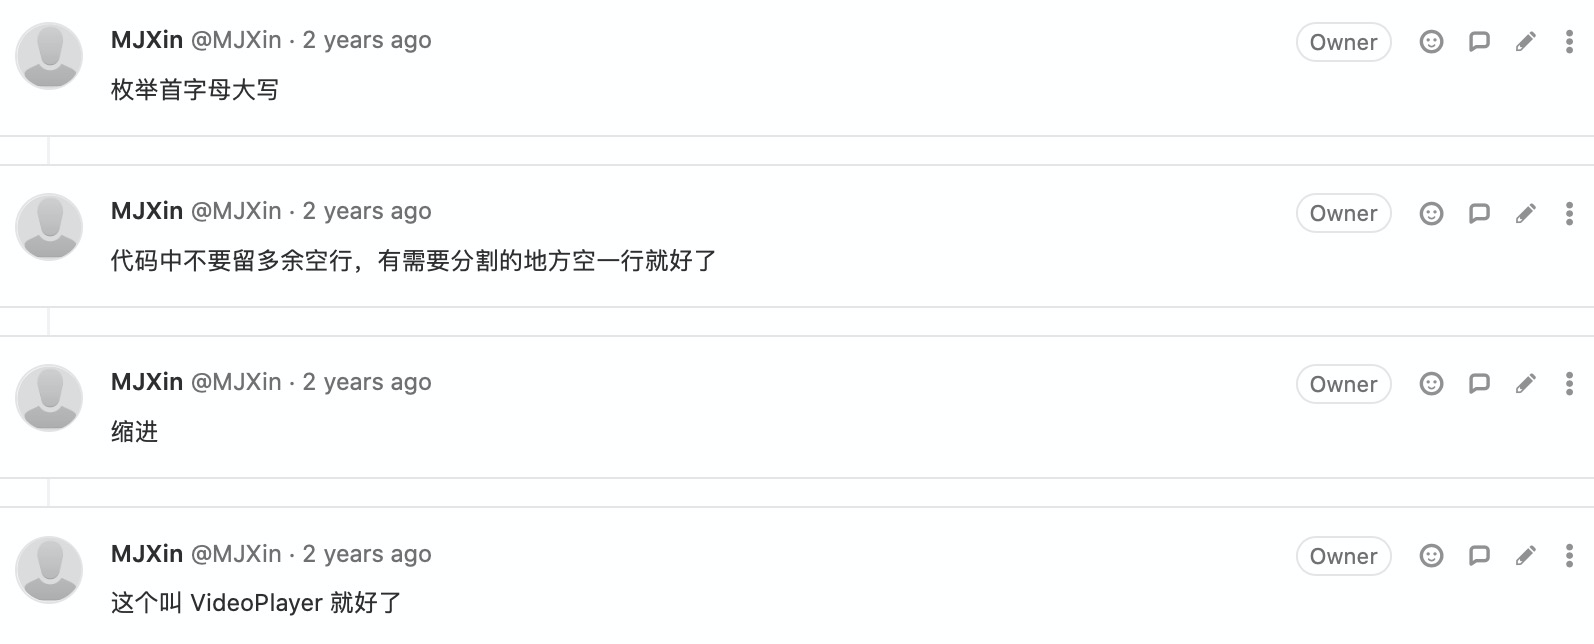 MJXin @MJXin · 2 years ago Owner
枚举首字母大写
MJXin @MJXin · 2 years ago Owner
代码中不要留多余空行，有需要分割的地方空一行就好了
MJXin @MJXin · 2 years ago Owner
缩进
MJXin @MJXin · 2 years ago Owner
这个叫 VideoPlayer 就好了